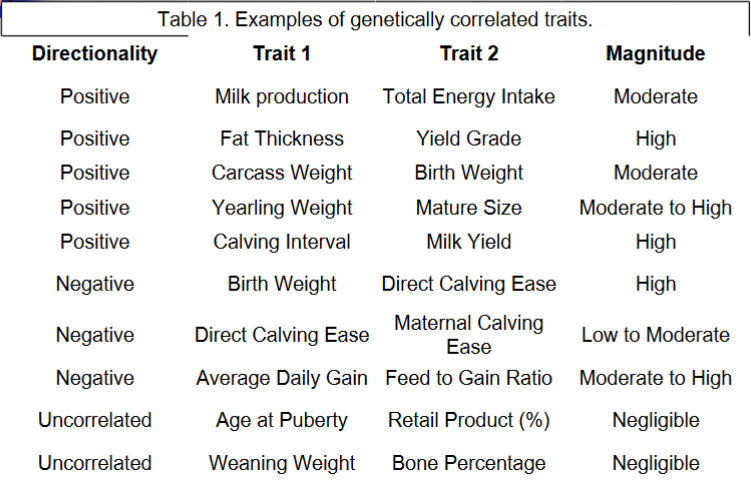 Table 1. Examples of genetically correlated traits.
Directionality Trait 1 Trait 2 Magnitude
Positive Milk production Total Energy Intake Moderate
Positive Fat Thickness Yield Grade High
Positive Carcass Weight Birth Weight Moderate
Positive Yearling Weight Mature Size Moderate to High
Positive Calving Interval Milk Yield High
Negative Birth Weight Direct Calving Ease High
Negative Direct Calving Ease Maternal Calving
Ease Low to Moderate
Negative Average Daily Gain Feed to Gain Ratio Moderate to High
Uncorrelated Age at Puberty Retail Product (%) Negligible
Uncorrelated Weaning Weight Bone Percentage Negligible